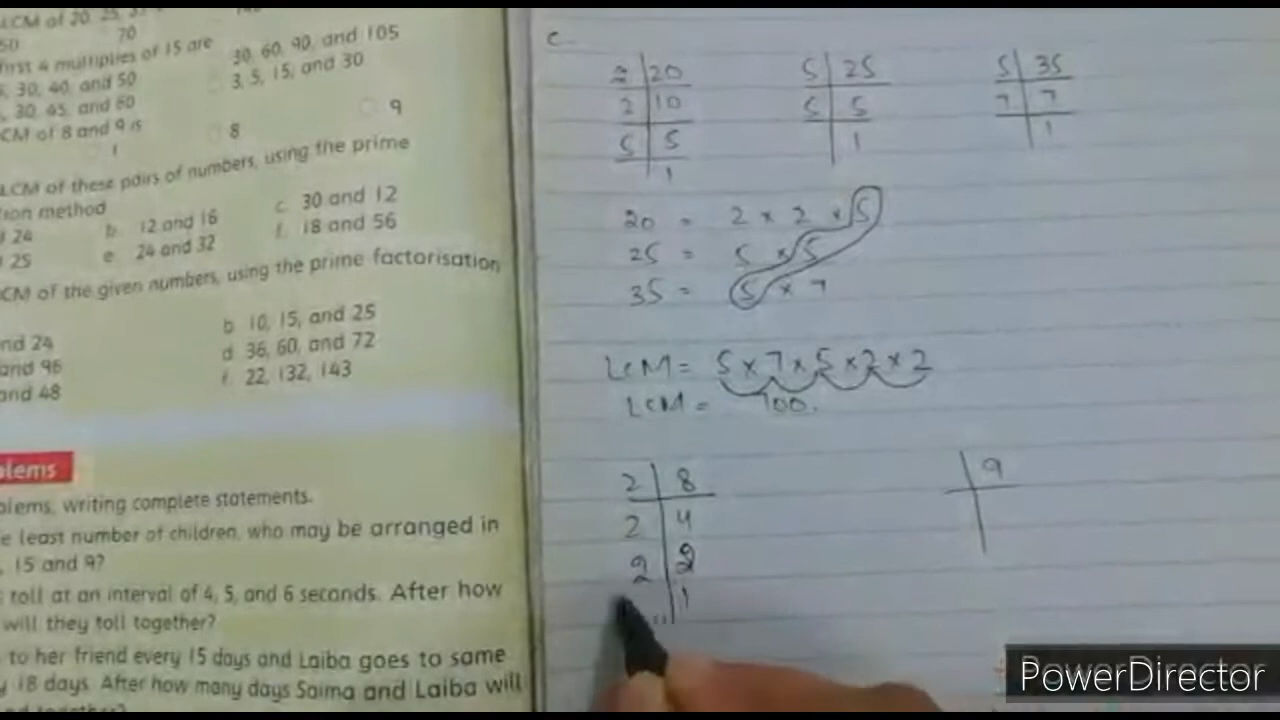 LCM of 20, 25,
50 70
first 4 multiples of 15 are
30, 40, and 50 30, 60, 90, and 105
30, 45, and 60 3, 5, 15, and 30
CM of 8 and 9 is
1 8 9
LCM of these pairs of numbers, using the prime
tion method
24 b. 12 and 16 c. 30 and 12
25 e. 24 and 32 f. 18 and 56
CM of the given numbers, using the prime factorisation
nd 24 b 10, 15, and 25
and 96 d 36, 60, and 72
and 48 f. 22, 132, 143
blems
blems, writing complete statements.
e least number of children, who may be arranged in
, 15 and 9?
toll at an interval of 4, 5, and 6 seconds. After how
will they toll together?
to her friend every 15 days and Laiba goes to same
y 18 days. After how many days Saima and Laiba will
c.
2 20 5 25 5 35
2 10 5 5 7 7
5 5 1 1
1
20 = 2 × 2 × 5
25 = 5 × 5
35 = 5 × 7
LCM = 5 × 7 × 5 × 2 × 2
LCM = 700.
2 8 9
2 4
2 2
1
PowerDirector